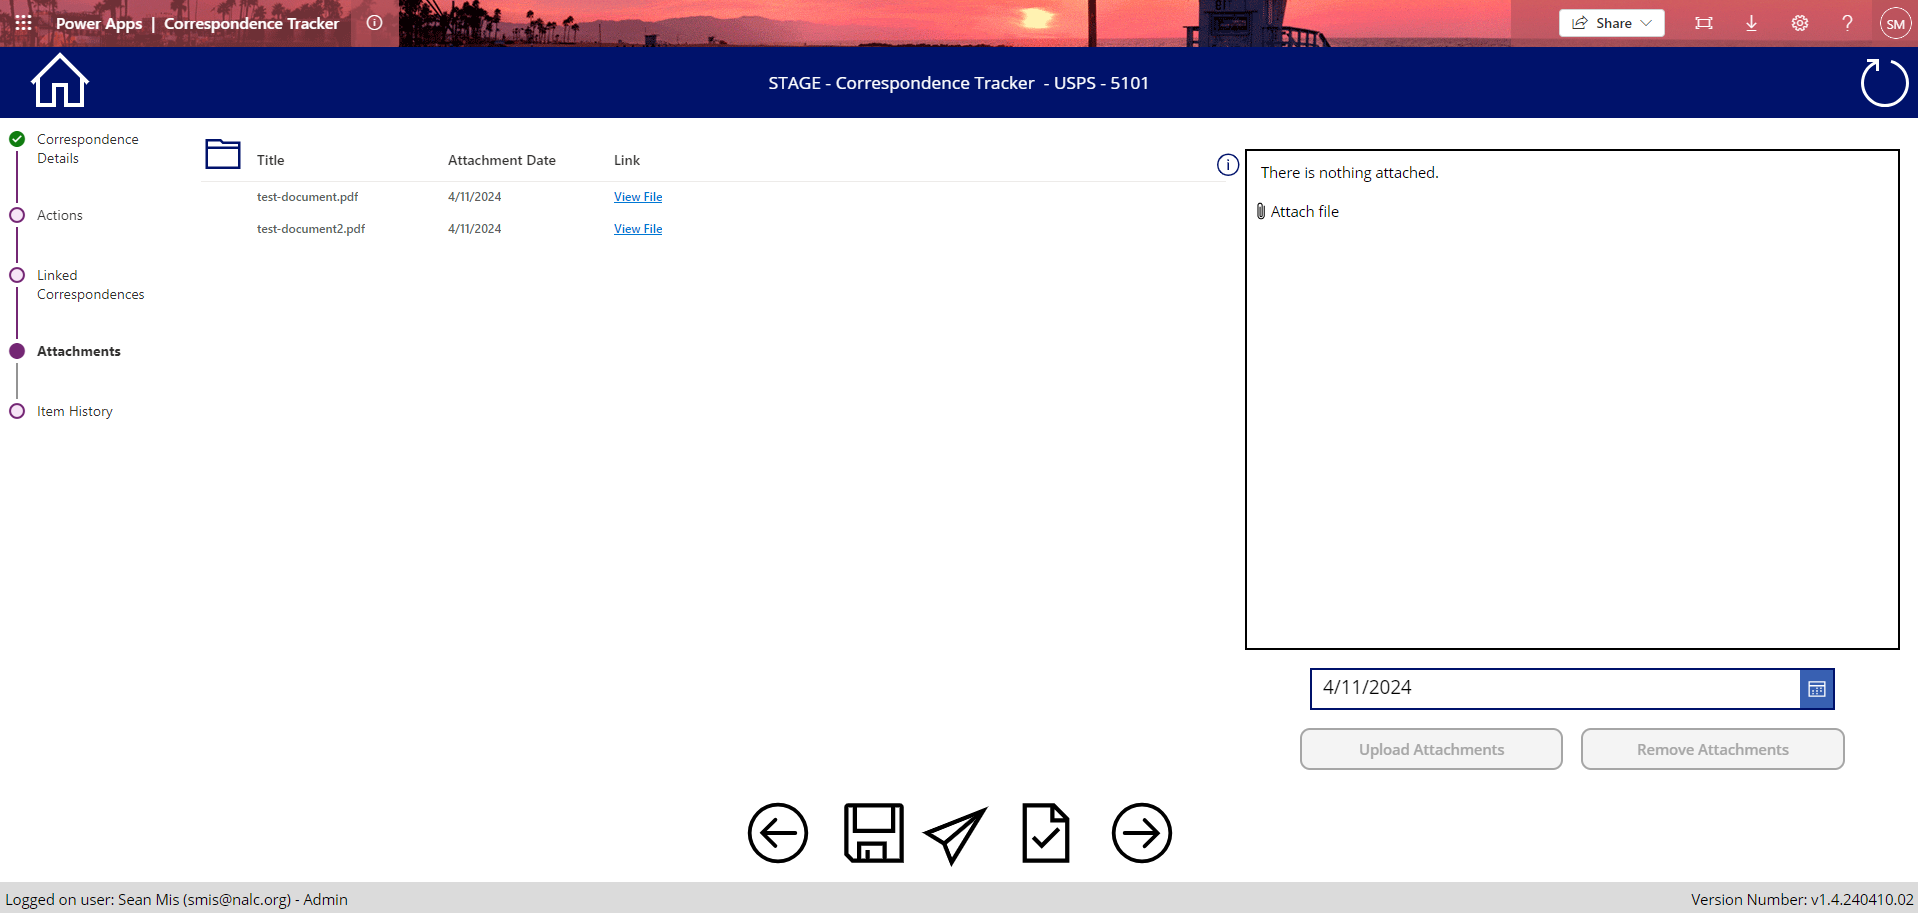 Power Apps | Correspondence Tracker
Share
SM
STAGE - Correspondence Tracker - USPS - 5101
Correspondence
Details
Actions
Linked
Correspondences
Attachments
Item History
Title Attachment Date Link
test-document.pdf 4/11/2024 View File
test-document2.pdf 4/11/2024 View File
There is nothing attached.
Attach file
4/11/2024
Upload Attachments Remove Attachments
Logged on user: Sean Mis (smis@nalc.org) - Admin
Version Number: v1.4.240410.02